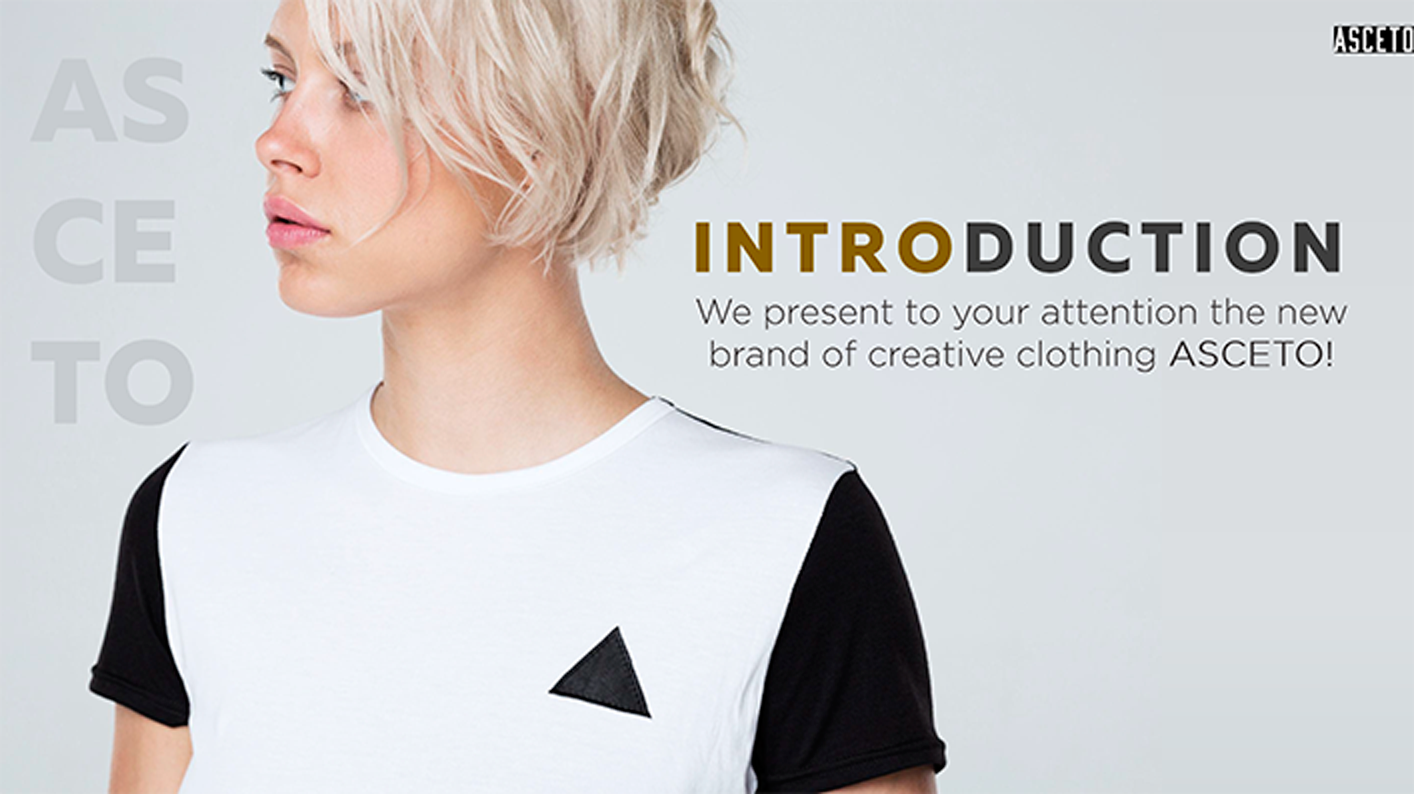 AS
CE
TO
ASCETO
INTRODUCTION
We present to your attention the new
brand of creative clothing ASCETO!